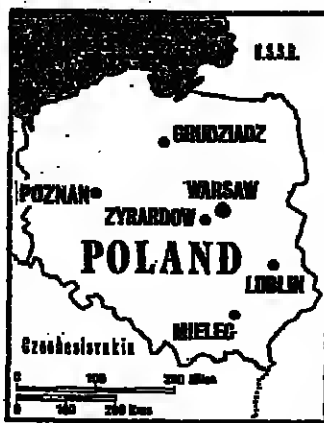 U.S.S.R.
GRUDZIADZ
POZNAN
WARSAW
ZYRARDOW
POLAND
LUBLIN
MIELEC
Czechoslovakia
0 100 200 Miles
0 100 200 Kms